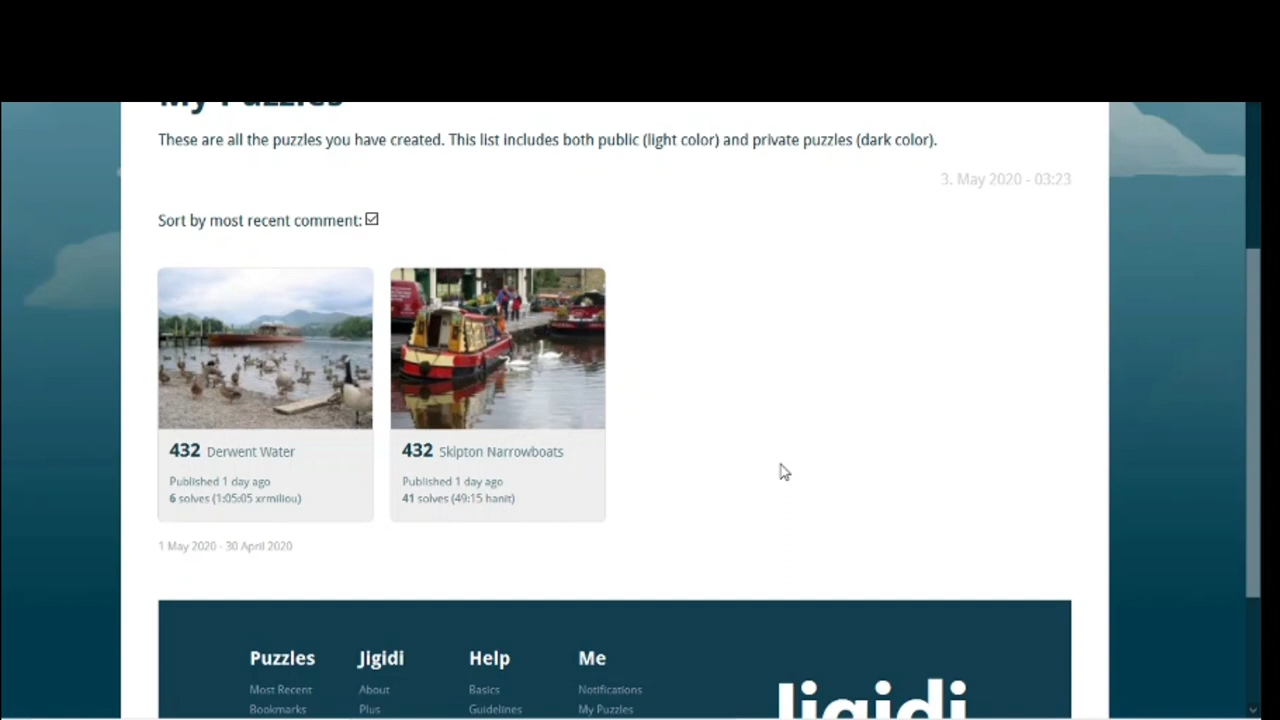 My Puzzles
These are all the puzzles you have created. This list includes both public (light color) and private puzzles (dark color).
3. May 2020 - 03:23
Sort by most recent comment:
432 Derwent Water
Published 1 day ago
6 solves (1:05:05 xrmiliou)
432 Skipton Narrowboats
Published 1 day ago
41 solves (49:15 hanit)
1 May 2020 - 30 April 2020
Puzzles
Most Recent
Bookmarks
Jigidi
About
Plus
Help
Basics
Guidelines
Me
Notifications
My Puzzles
Jigidi